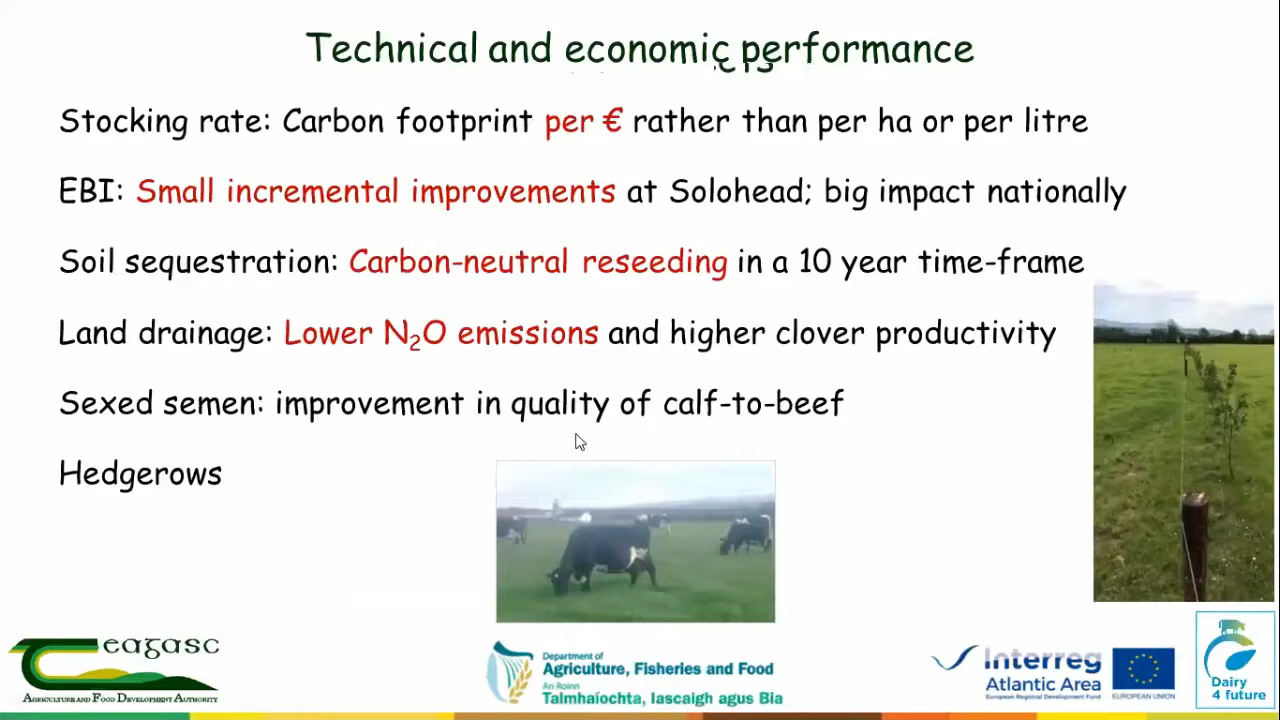 Technical and economic performance
Stocking rate: Carbon footprint per € rather than per ha or per litre
EBI: Small incremental improvements at Solohead; big impact nationally
Soil sequestration: Carbon-neutral reseeding in a 10 year time-frame
Land drainage: Lower N₂O emissions and higher clover productivity
Sexed semen: improvement in quality of calf-to-beef
Hedgerows
Teagasc
Agriculture and Food Development Authority
Department of
Agriculture, Fisheries and Food
An Roinn
Talmhaíochta, Iascaigh agus Bia
Interreg
Atlantic Area
European Regional Development Fund
EUROPEAN UNION
Dairy
4 future